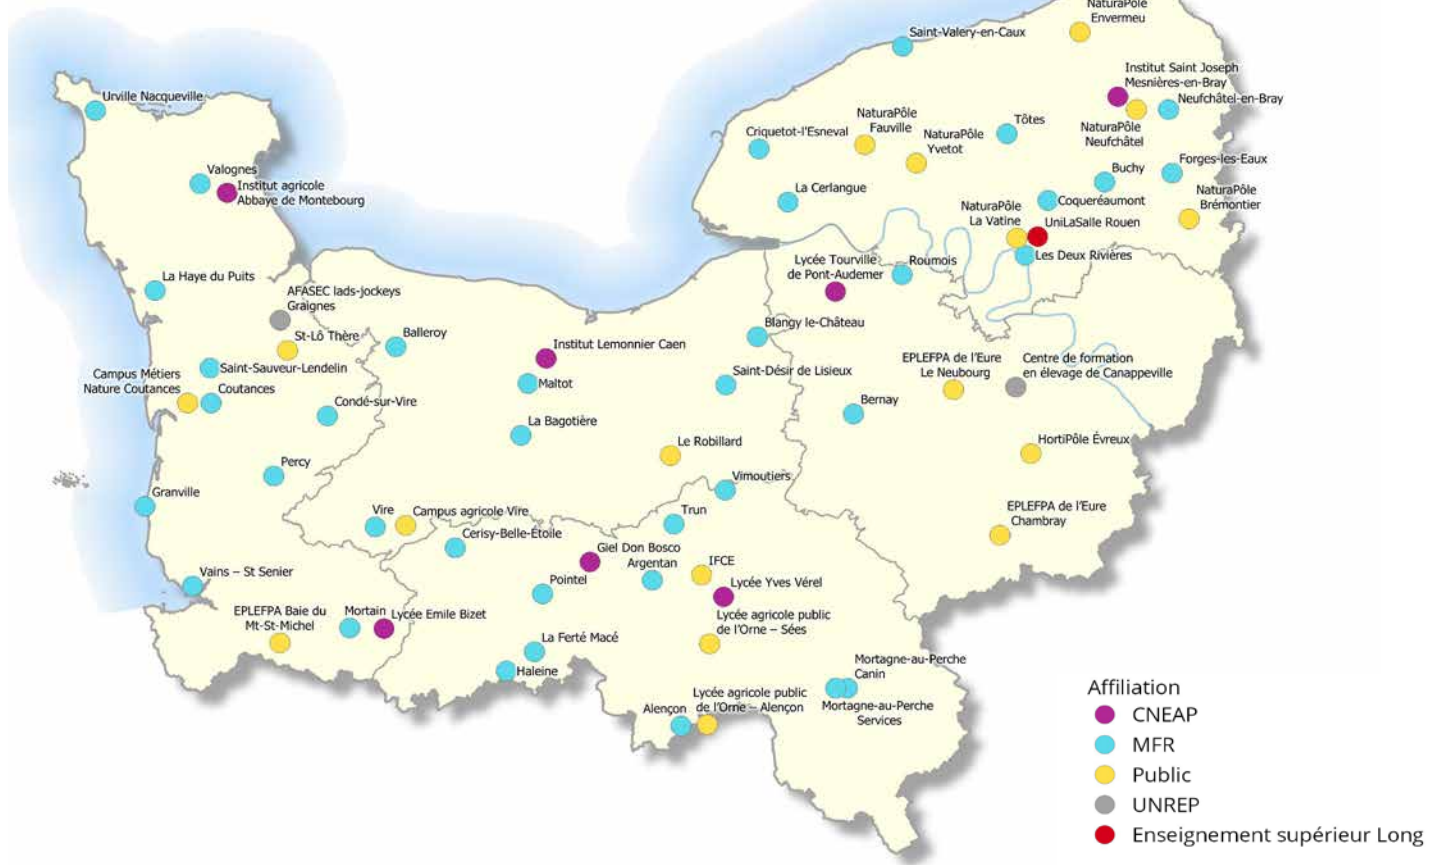 NaturaPôle
Envermeu
Saint-Valery-en-Caux
Institut Saint Joseph
Mesnières-en-Bray
Neufchâtel-en-Bray
Urville Nacqueville
NaturaPôle
Fauville
Tôtes
NaturaPôle
Neufchâtel
Criquetot-l'Esneval
NaturaPôle
Yvetot
Forges-les-Eaux
Buchy
Valognes
Institut agricole
Abbaye de Montebourg
La Cerlangue
NaturaPôle
Brémontier
Coqueréaumont
NaturaPôle
La Vatine
UniLaSalle Rouen
Les Deux Rivières
Lycée Tourville
de Pont-Audemer
Roumois
La Haye du Puits
AFASEC lads-jockeys
Graignes
St-Lô Thère
Balleroy
Blangy le-Château
Institut Lemonnier Caen
EPLEFPA de l'Eure
Le Neubourg
Centre de formation
en élevage de Canappeville
Saint-Sauveur-Lendelin
Campus Métiers
Nature Coutances
Coutances
Maltot
Saint-Désir de Lisieux
Condé-sur-Vire
Bernay
La Bagotière
Le Robillard
HortiPôle Évreux
Percy
Vimoutiers
Granville
Vire
Campus agricole Vire
Trun
EPLEFPA de l'Eure
Chambray
Cerisy-Belle-Étoile
Giel Don Bosco
Argentan
IFCE
Vains – St Senier
Pointel
Lycée Yves Vérel
EPLEFPA Baie du
Mt-St-Michel
Mortain
Lycée Emile Bizet
Lycée agricole public
de l'Orne – Sées
La Ferté Macé
Haleine
Mortagne-au-Perche
Canin
Mortagne-au-Perche
Services
Alençon
Lycée agricole public
de l'Orne – Alençon
Affiliation
CNEAP
MFR
Public
UNREP
Enseignement supérieur Long